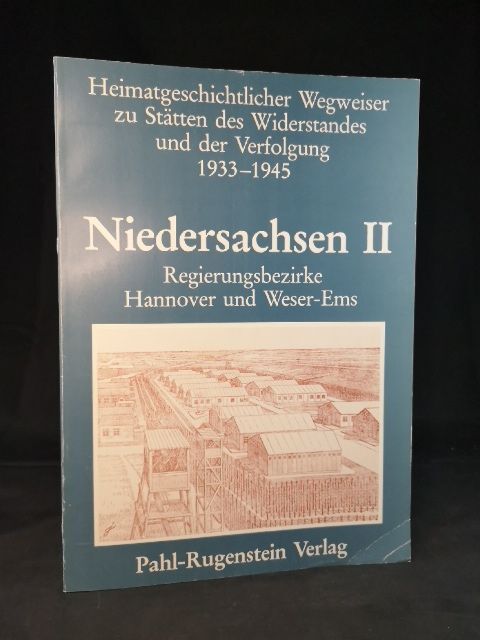 Heimatgeschichtlicher Wegweiser
zu Stätten des Widerstandes
und der Verfolgung
1933–1945
Niedersachsen II
Regierungsbezirke
Hannover und Weser-Ems
Pahl-Rugenstein Verlag